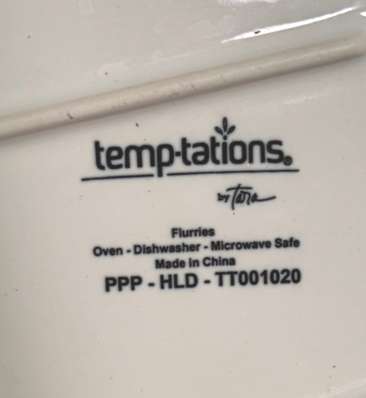 temp-tations®
by Tara
Flurries
Oven - Dishwasher - Microwave Safe
Made in China
PPP - HLD - TT001020